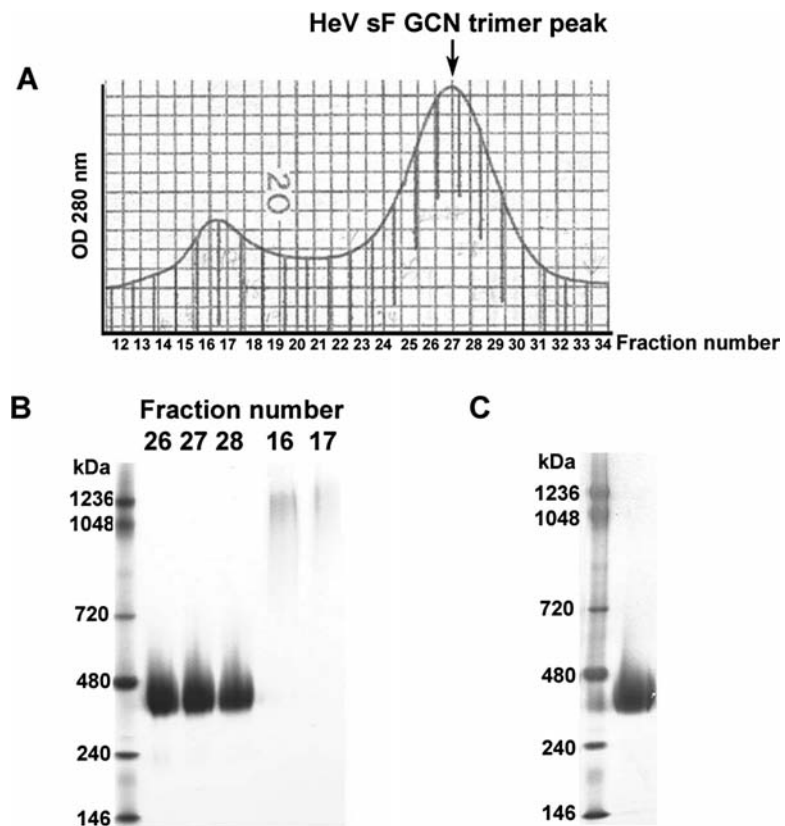 HeV sF GCN trimer peak
A
OD 280 nm
20
12 13 14 15 16 17 18 19 20 21 22 23 24 25 26 27 28 29 30 31 32 33 34 Fraction number
B
Fraction number
26 27 28 16 17
kDa
1236
1048
720
480
240
146
C
kDa
1236
1048
720
480
240
146